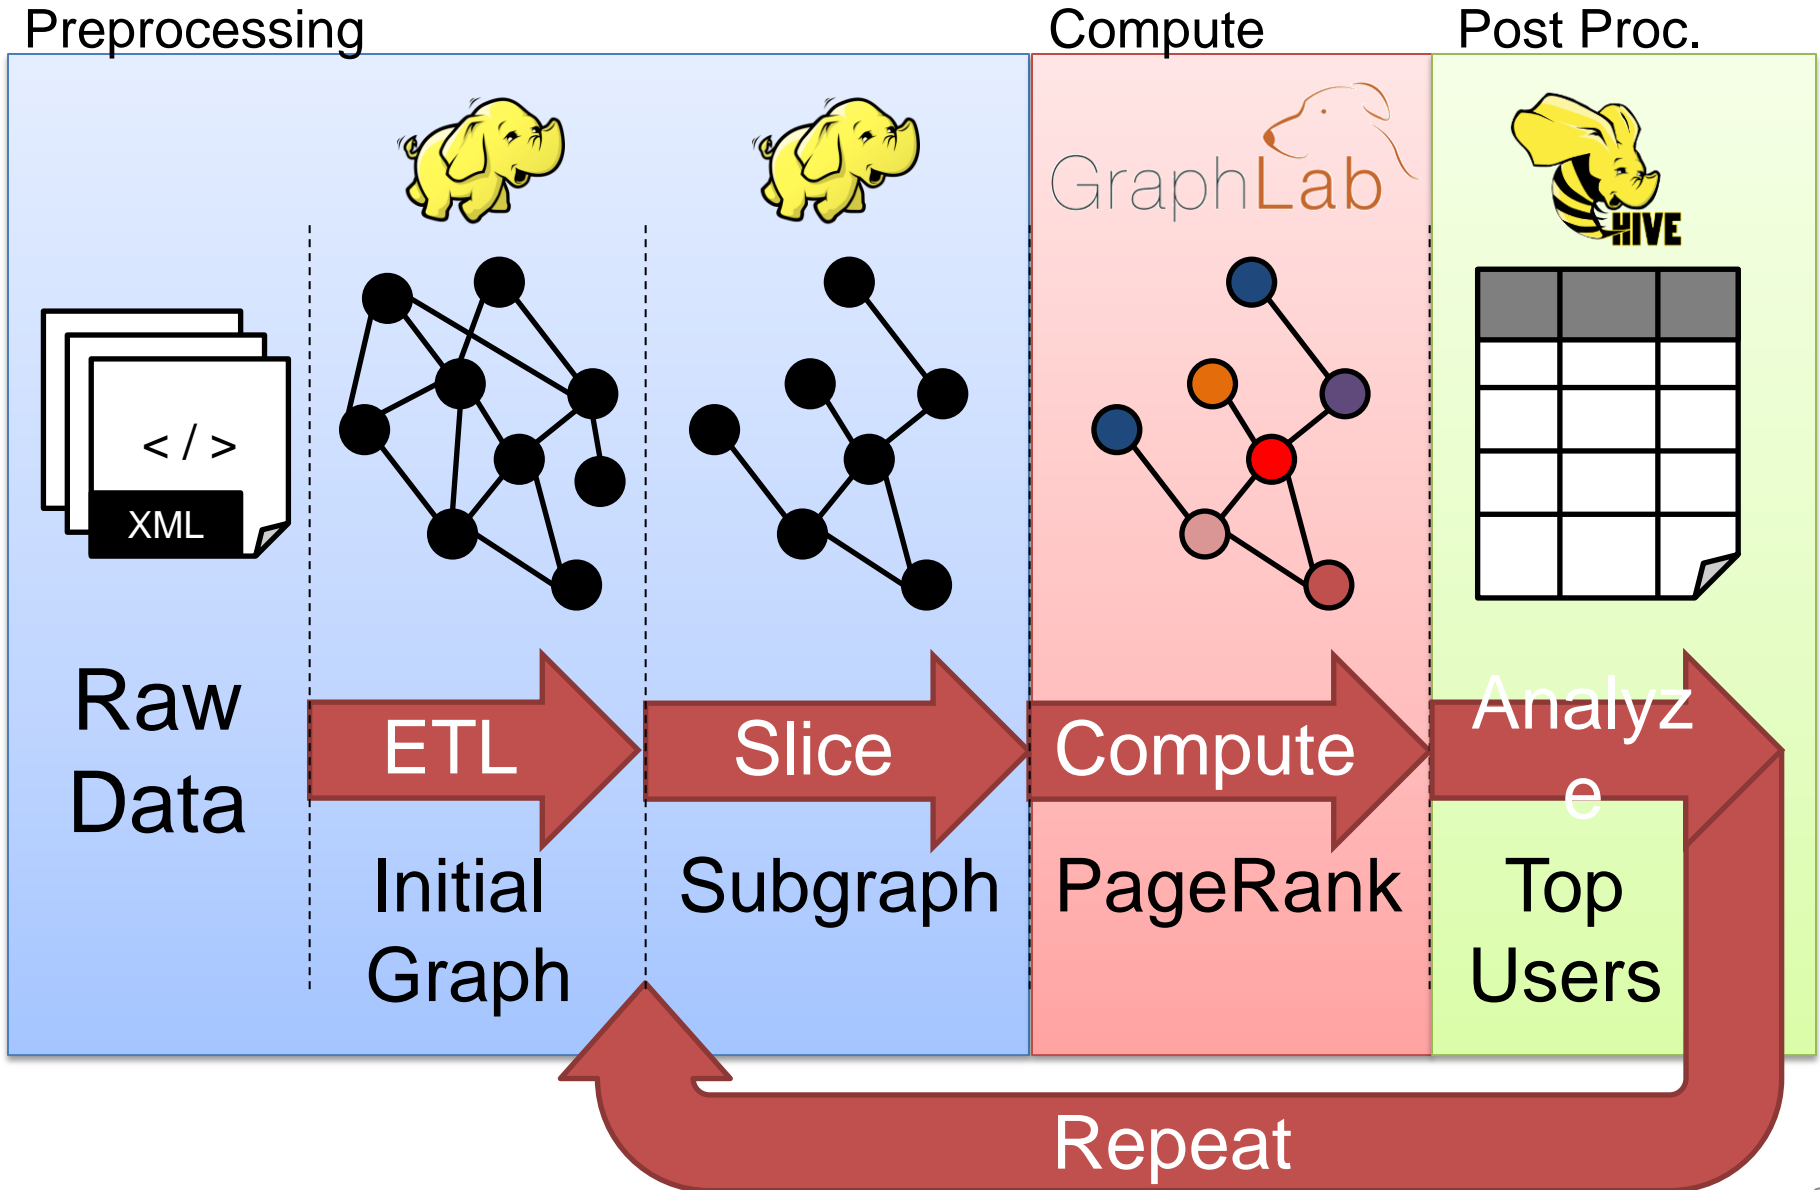 Preprocessing
Compute
Post Proc.
GraphLab
HIVE
< / >
XML
Raw
Data
ETL
Slice
Compute
Analyz
e
Initial
Graph
Subgraph
PageRank
Top
Users
Repeat